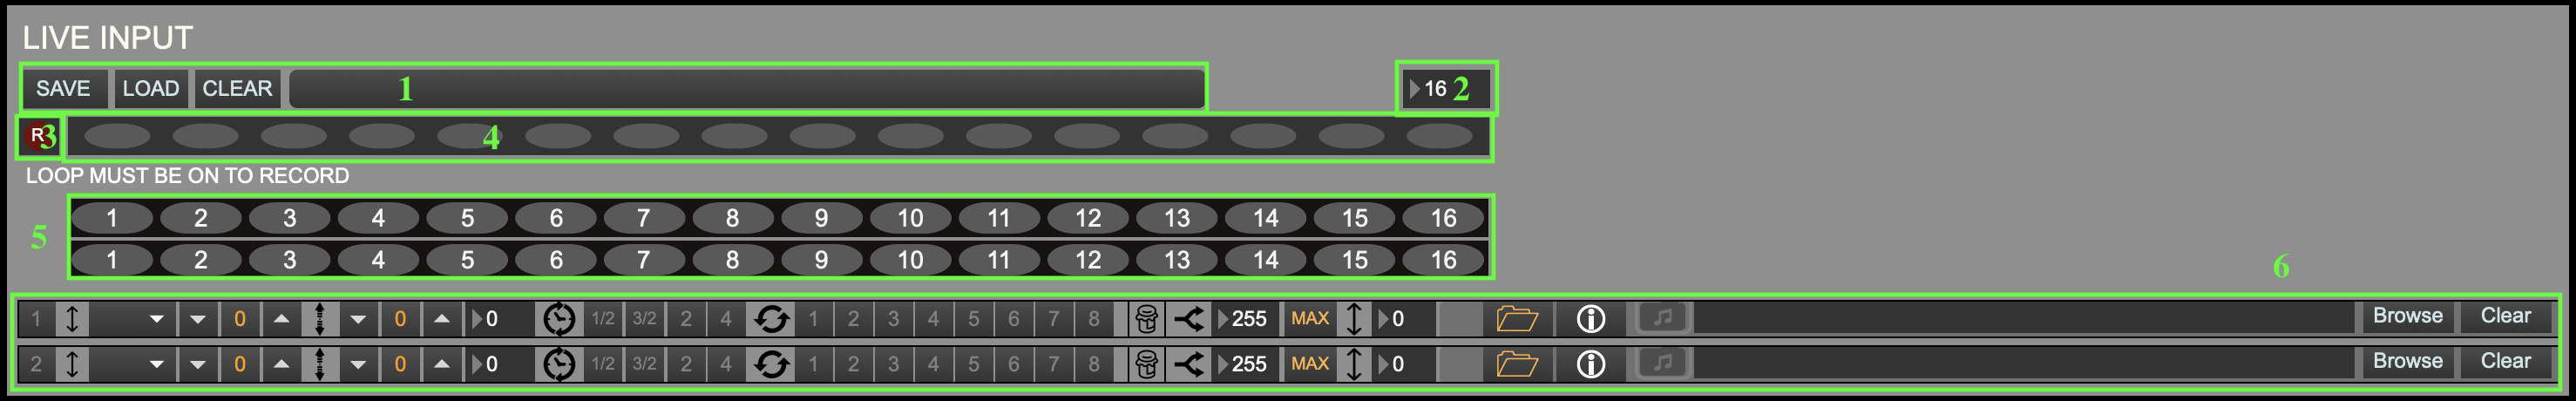 LIVE INPUT
SAVE LOAD CLEAR 1 16 2
R 3 4
LOOP MUST BE ON TO RECORD
1 2 3 4 5 6 7 8 9 10 11 12 13 14 15 16
5
1 2 3 4 5 6 7 8 9 10 11 12 13 14 15 16
6
1 0 0 0 1/2 3/2 2 4 1 2 3 4 5 6 7 8 255 MAX 0 Browse Clear
2 0 0 0 1/2 3/2 2 4 1 2 3 4 5 6 7 8 255 MAX 0 Browse Clear